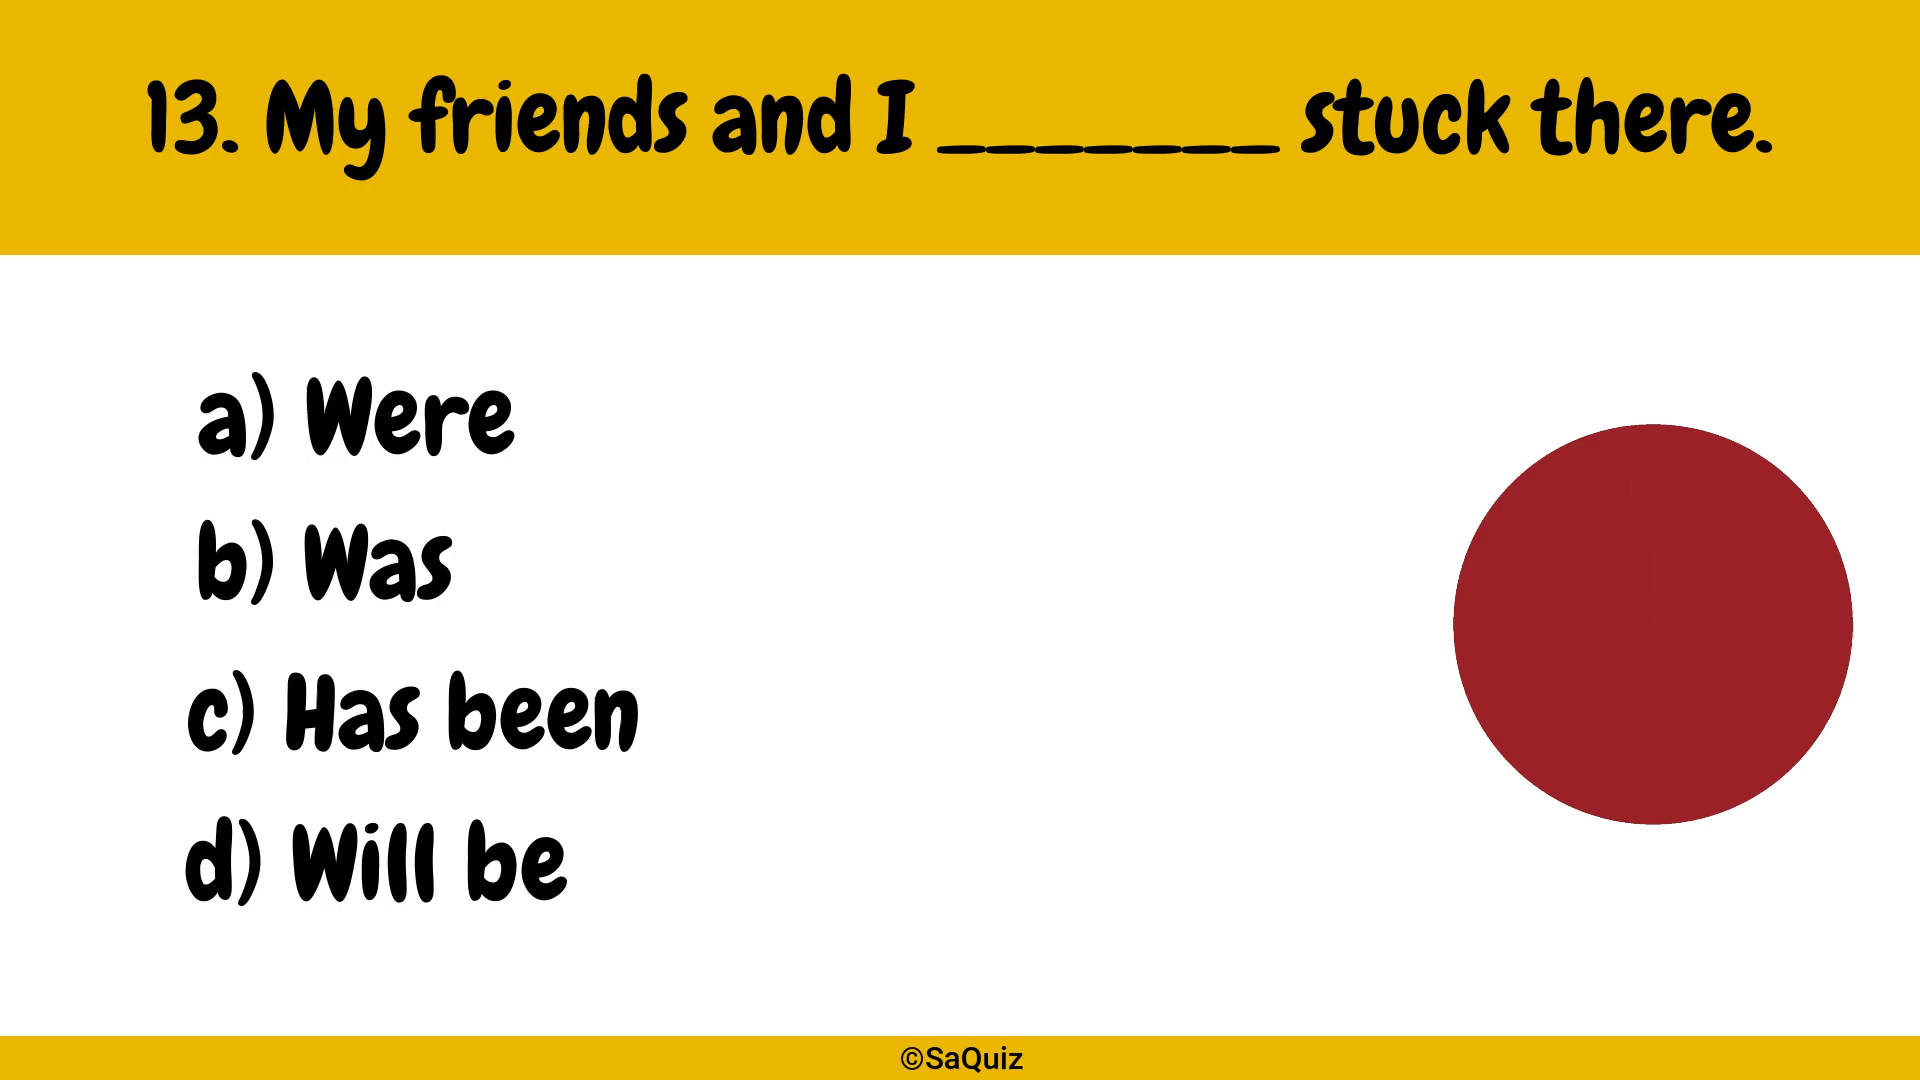 13. My friends and I _______ stuck there.
a) Were
b) Was
c) Has been
d) Will be
©SaQuiz